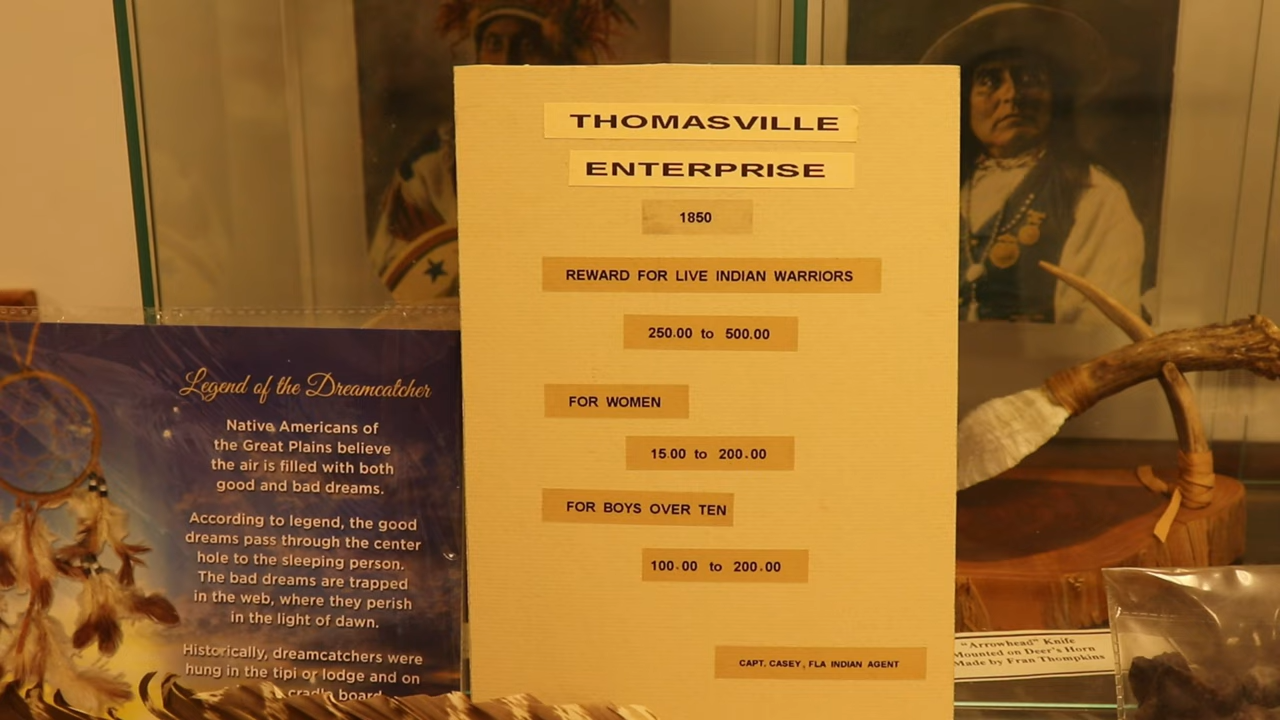 THOMASVILLE
ENTERPRISE
1850
REWARD FOR LIVE INDIAN WARRIORS
250.00 to 500.00
FOR WOMEN
15.00 to 200.00
FOR BOYS OVER TEN
100.00 to 200.00
CAPT. CASEY, FLA INDIAN AGENT
Legend of the Dreamcatcher
Native Americans of
the Great Plains believe
the air is filled with both
good and bad dreams.
According to legend, the good
dreams pass through the center
hole to the sleeping person.
The bad dreams are trapped
in the web, where they perish
in the light of dawn.
Historically, dreamcatchers were
hung in the tipi or lodge and on
cradle board
"Arrowhead" Knife
Mounted on Deer's Horn
Made by Fran Thompkins